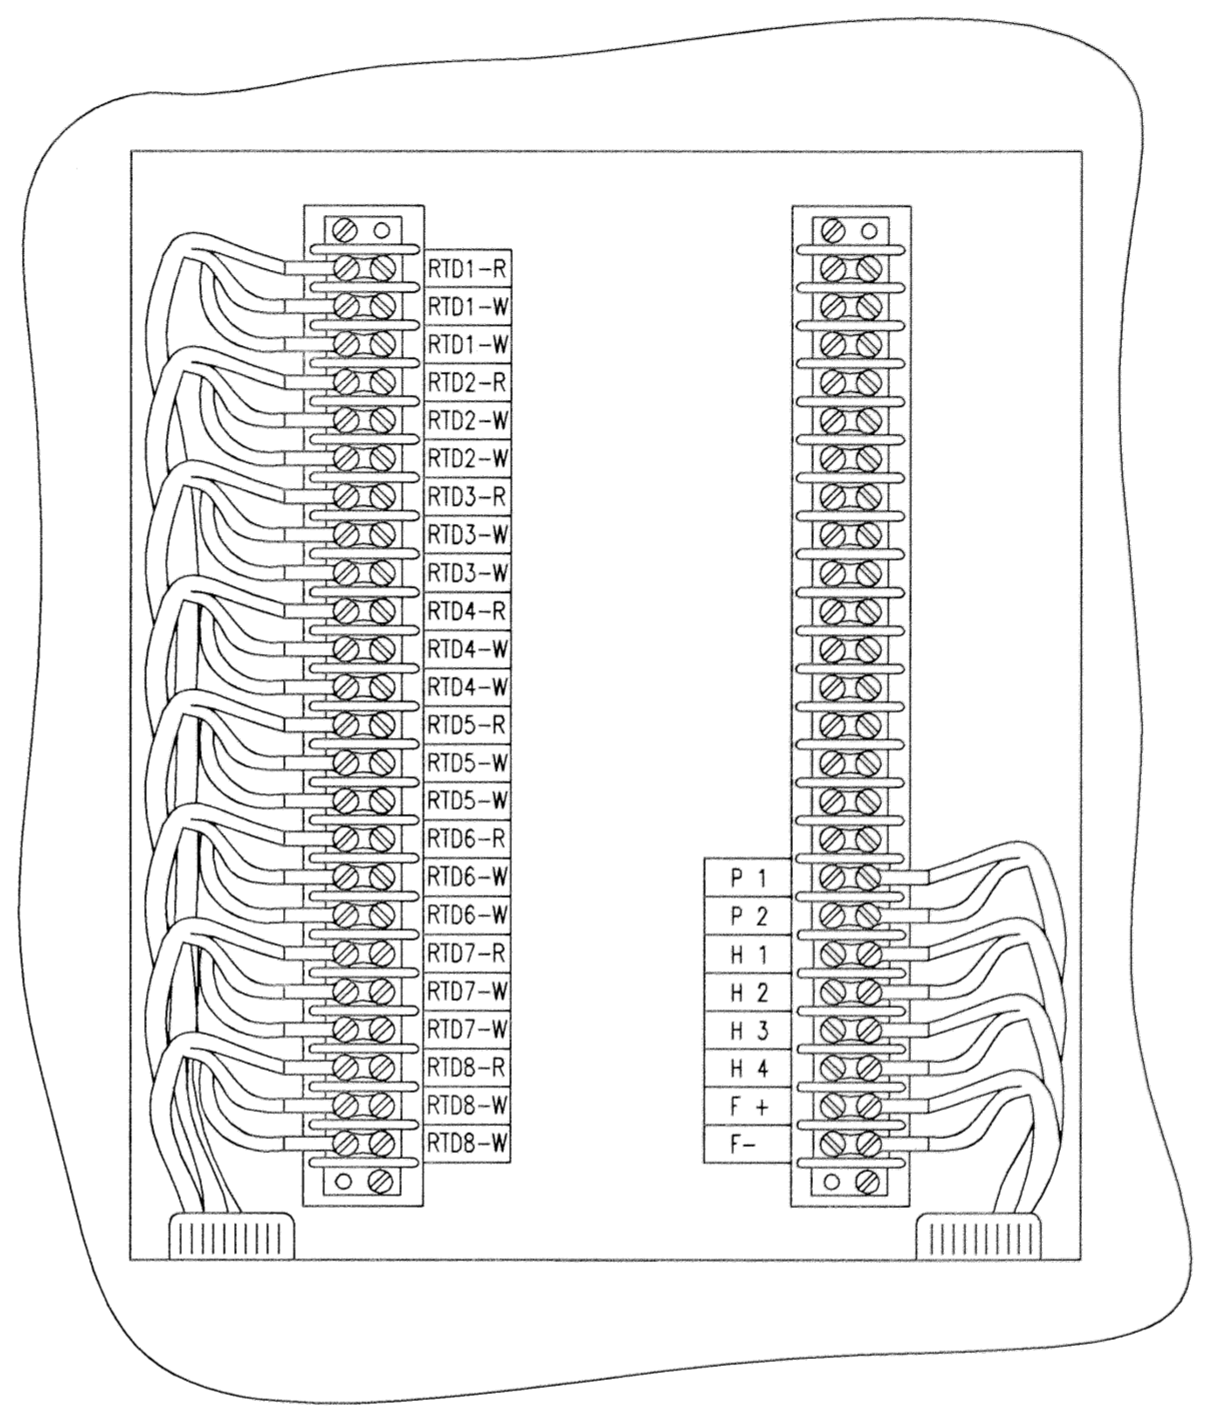 RTD1-R
RTD1-W
RTD1-W
RTD2-R
RTD2-W
RTD2-W
RTD3-R
RTD3-W
RTD3-W
RTD4-R
RTD4-W
RTD4-W
RTD5-R
RTD5-W
RTD5-W
RTD6-R
RTD6-W
RTD6-W
RTD7-R
RTD7-W
RTD7-W
RTD8-R
RTD8-W
RTD8-W
P 1
P 2
H 1
H 2
H 3
H 4
F +
F-